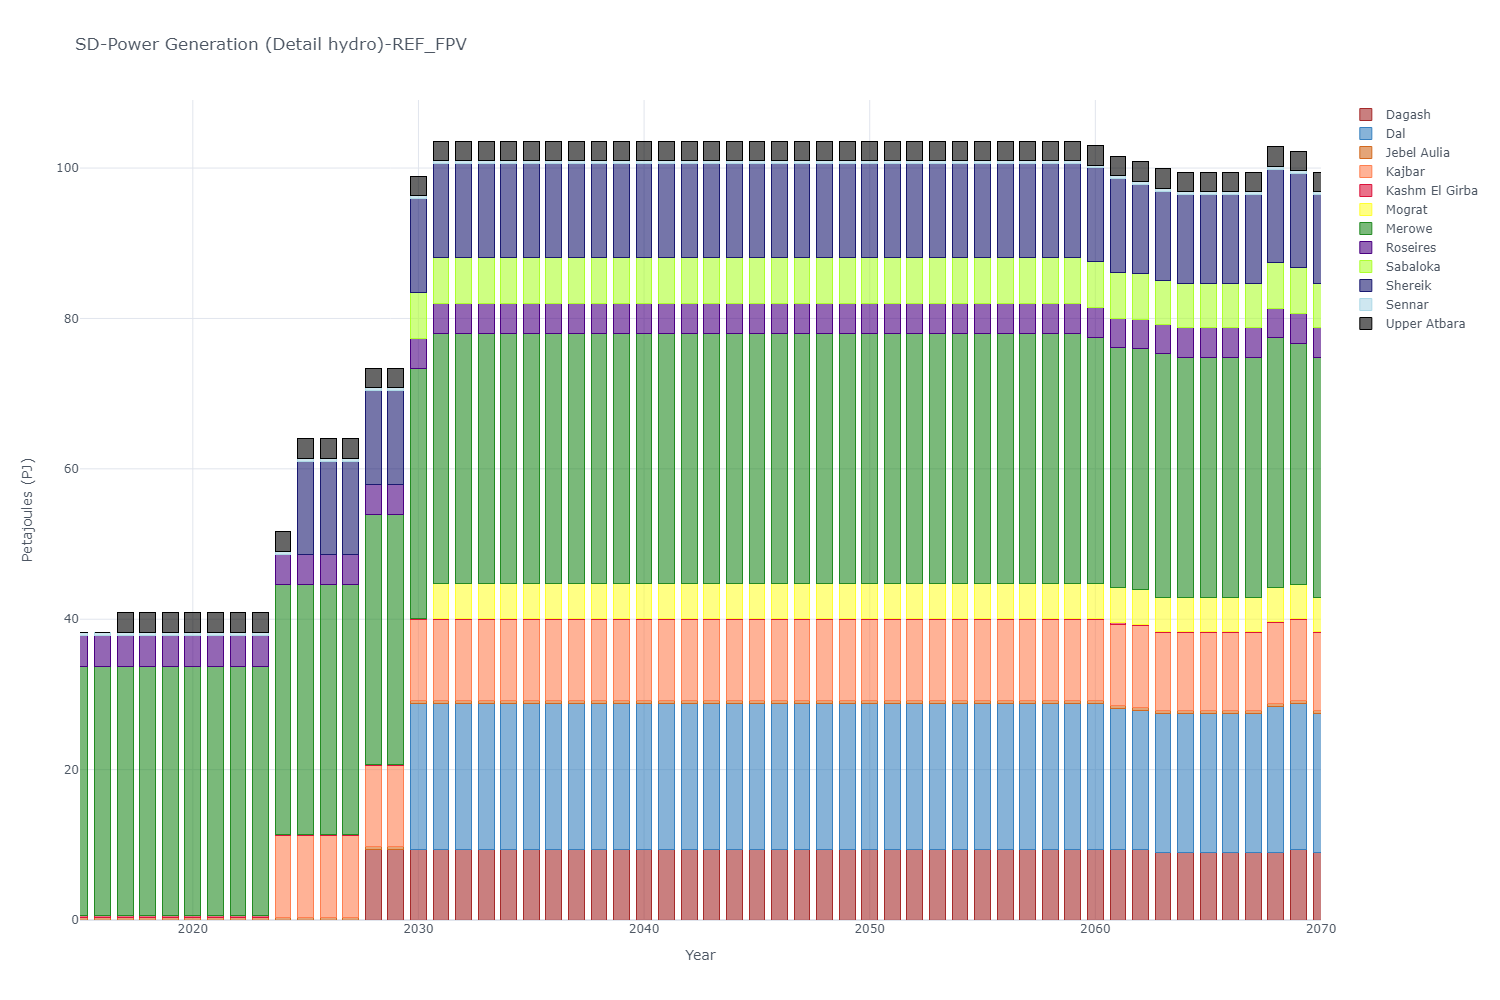 SD-Power Generation (Detail hydro)-REF_FPV
Petajoules (PJ)
100
80
60
40
20
0
2020
2030
2040
2050
2060
2070
Year
Dagash
Dal
Jebel Aulia
Kajbar
Kashm El Girba
Mograt
Merowe
Roseires
Sabaloka
Shereik
Sennar
Upper Atbara